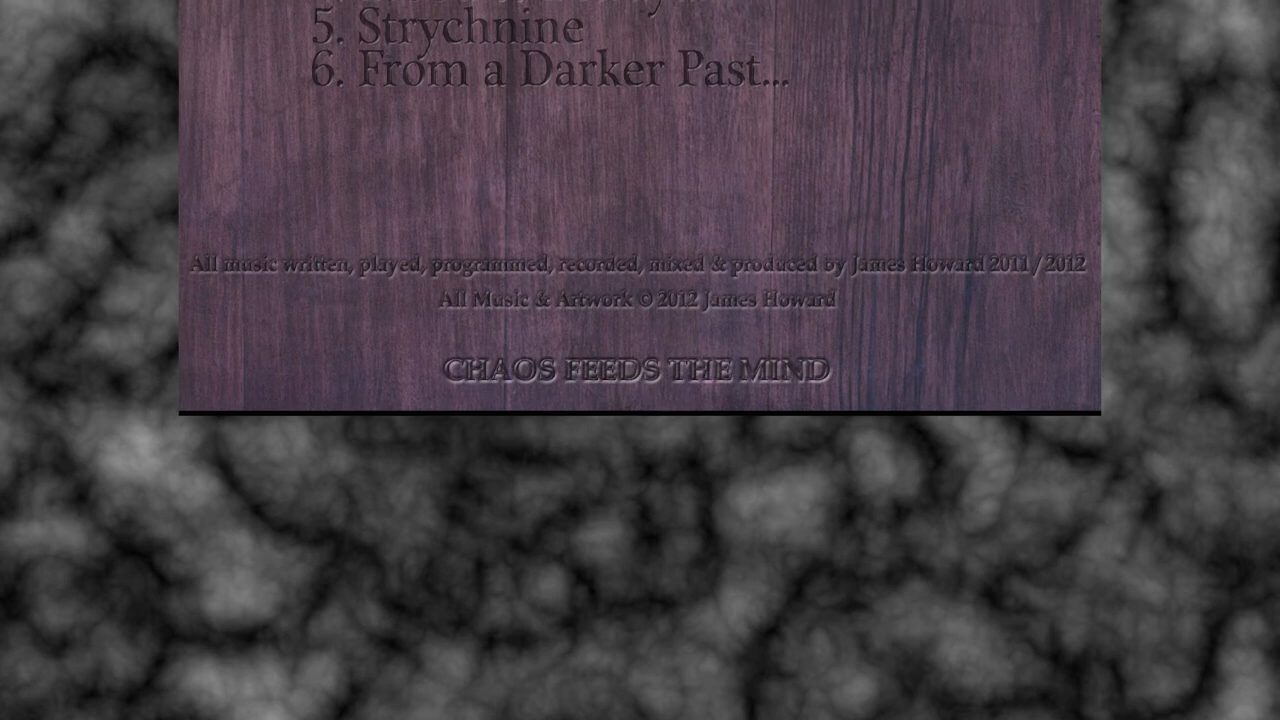 5. Strychnine
6. From a Darker Past...
All music written, played, programmed, recorded, mixed & produced by James Howard 2011/2012
All Music & Artwork © 2012 James Howard
CHAOS FEEDS THE MIND